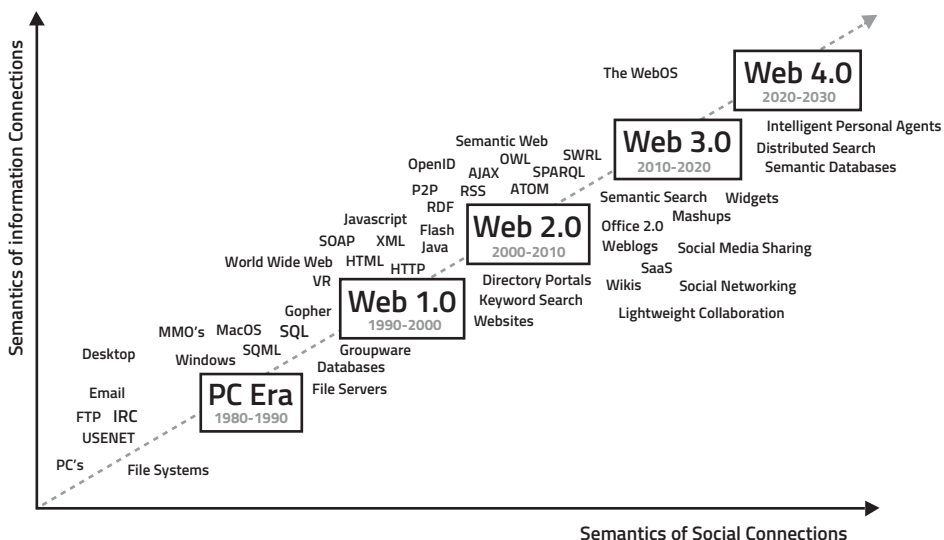 Semantics of information Connections
The WebOS
Web 4.0
2020-2030
Intelligent Personal Agents
Distributed Search
Semantic Databases
Web 3.0
2010-2020
Semantic Web
OWL
SWRL
OpenID
AJAX
SPARQL
P2P
RSS
ATOM
RDF
Semantic Search
Widgets
Mashups
Office 2.0
Weblogs
Social Media Sharing
SaaS
Wikis
Social Networking
Lightweight Collaboration
Web 2.0
2000-2010
Javascript
Flash
SOAP
XML
Java
World Wide Web
HTML
HTTP
VR
Directory Portals
Keyword Search
Websites
Web 1.0
1990-2000
Gopher
MMO's
MacOS
SQL
SQML
Desktop
Windows
Groupware
Databases
File Servers
PC Era
1980-1990
Email
FTP
IRC
USENET
PC's
File Systems
Semantics of Social Connections